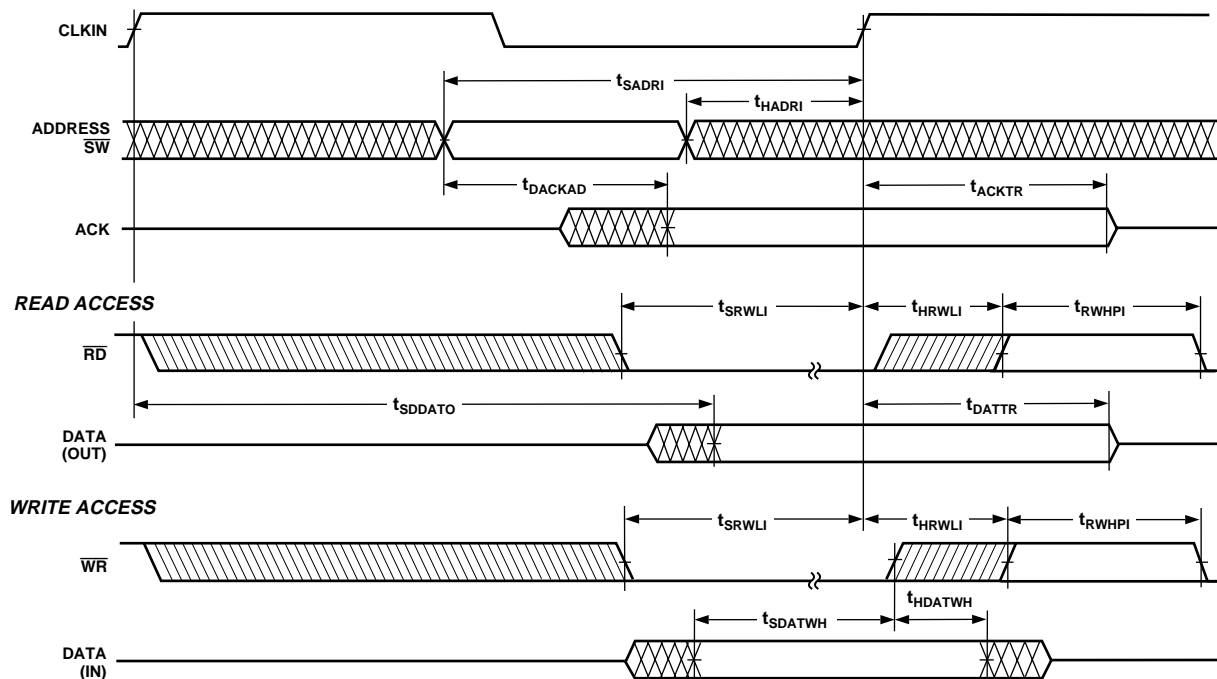 CLKIN
tSADRI
tHADRI
ADDRESS
SW
tDACKAD
tACKTR
ACK
READ ACCESS
tSRWLI
tHRWLI
tRWHPI
RD
tSDDATO
tDATTR
DATA
(OUT)
WRITE ACCESS
tSRWLI
tHRWLI
tRWHPI
WR
tHDATWH
tSDATWH
DATA
(IN)